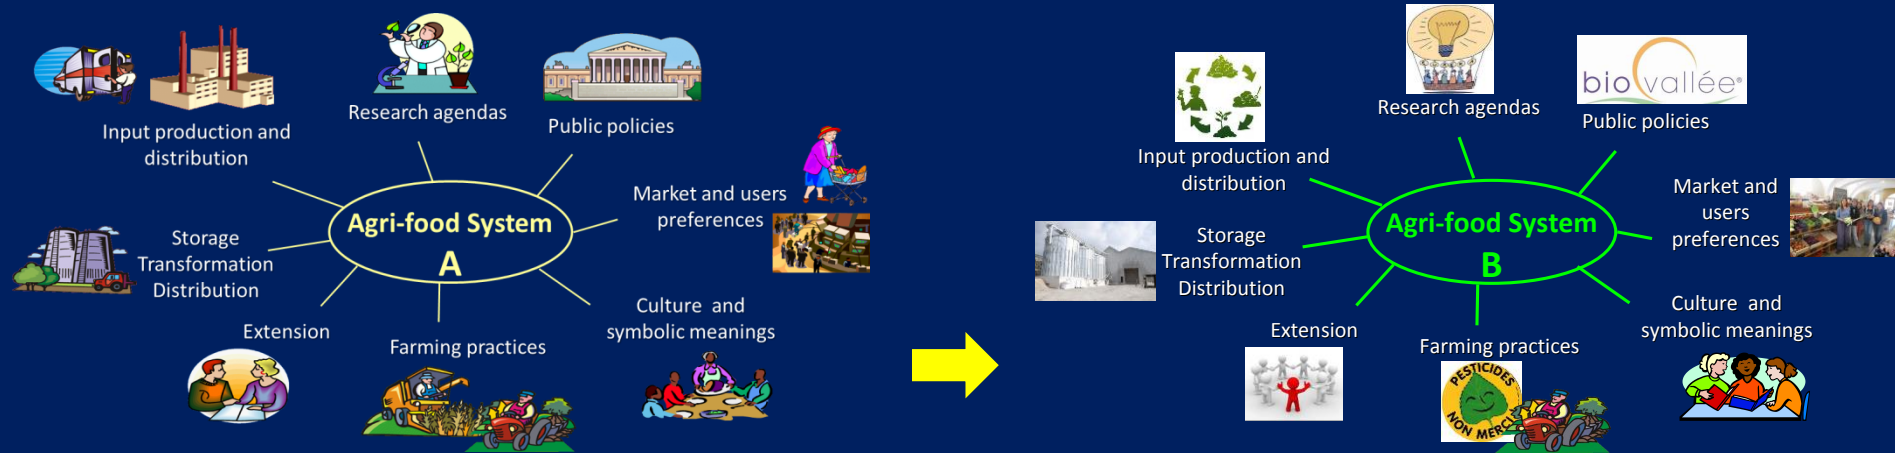 Research agendas
Input production and
distribution
Public policies
Market and users
preferences
Agri-food System
A
Storage
Transformation
Distribution
Extension
Farming practices
Culture and
symbolic meanings
Research agendas
biovallée®
Public policies
Input production and
distribution
Market and
users
preferences
Agri-food System
B
Storage
Transformation
Distribution
Extension
Farming practices
Culture and
symbolic meanings
PESTICIDES
NON MERCI